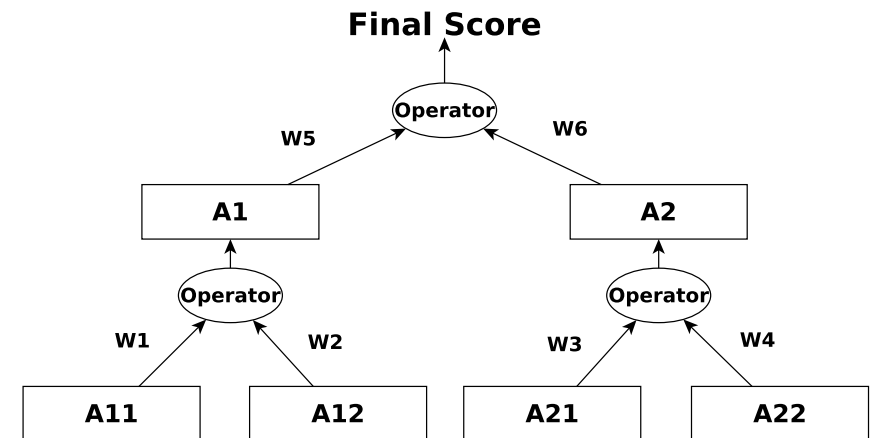 Final Score
Operator
W5
W6
A1
A2
Operator
Operator
W1
W2
W3
W4
A11
A12
A21
A22